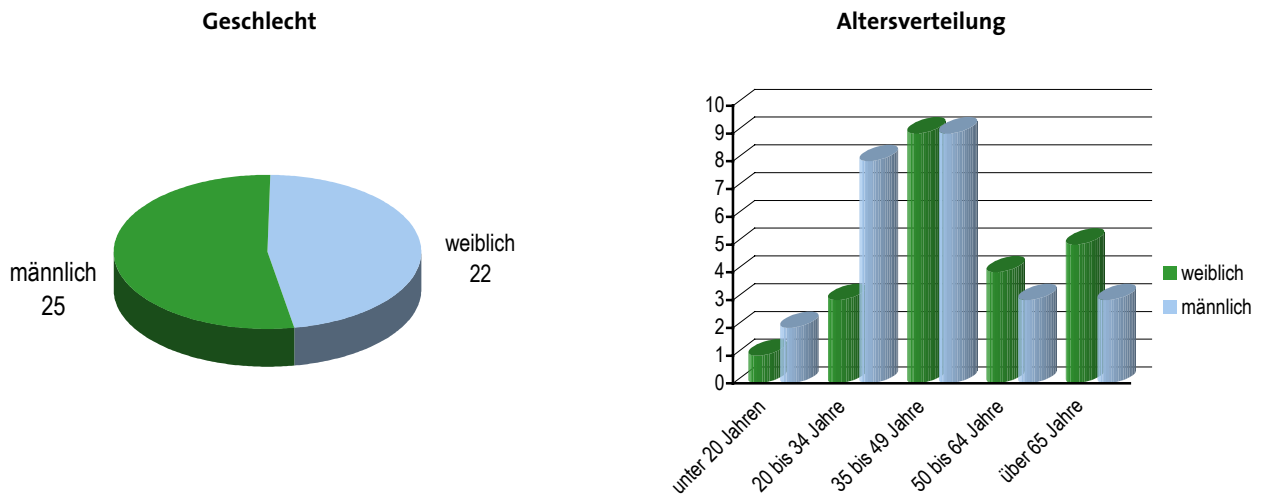 Geschlecht
männlich
25
weiblich
22
Altersverteilung
10
9
8
7
6
5
4
3
2
1
0
unter 20 Jahren
20 bis 34 Jahre
35 bis 49 Jahre
50 bis 64 Jahre
über 65 Jahre
weiblich
männlich